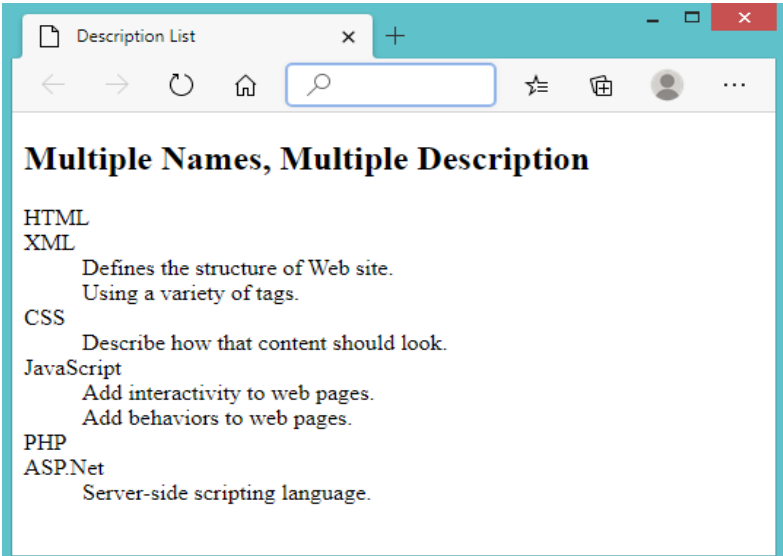 Description List
Multiple Names, Multiple Description
HTML
XML
Defines the structure of Web site.
Using a variety of tags.
CSS
Describe how that content should look.
JavaScript
Add interactivity to web pages.
Add behaviors to web pages.
PHP
ASP.Net
Server-side scripting language.